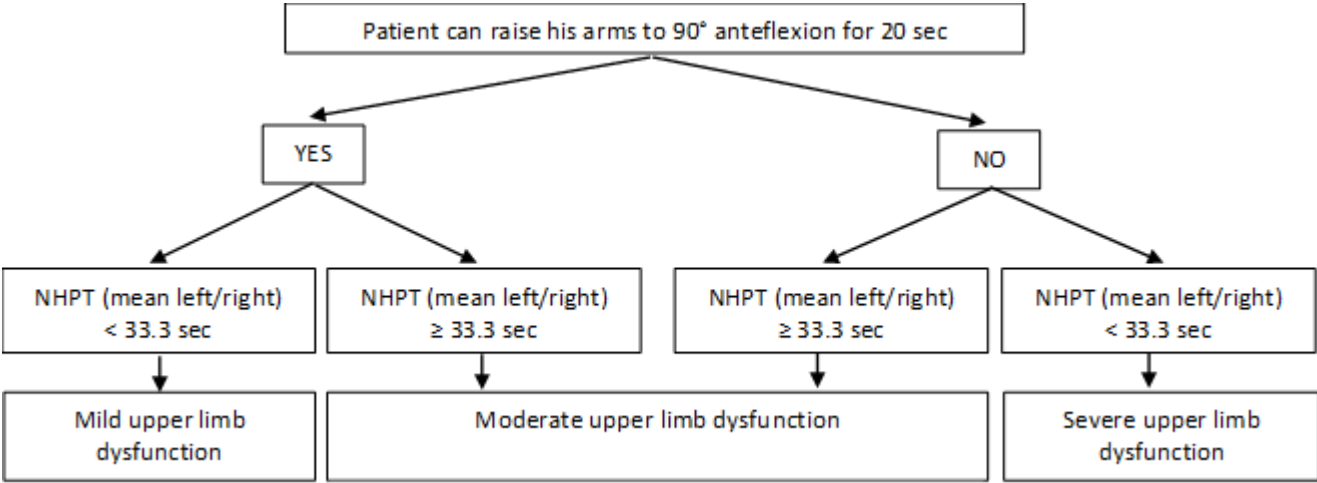 Patient can raise his arms to 90° anteflexion for 20 sec
YES
NO
NHPT (mean left/right)
< 33.3 sec
NHPT (mean left/right)
≥ 33.3 sec
NHPT (mean left/right)
≥ 33.3 sec
NHPT (mean left/right)
< 33.3 sec
Mild upper limb
dysfunction
Moderate upper limb dysfunction
Severe upper limb
dysfunction